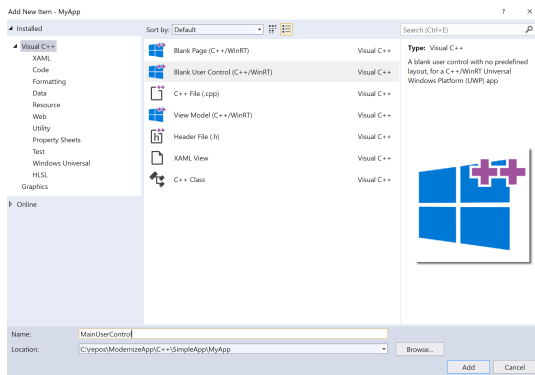 Add New Item - MyApp
? ×
Installed
Sort by: Default
Search (Ctrl+E)
Visual C++
XAML
Code
Formatting
Data
Resource
Web
Utility
Property Sheets
Test
Windows Universal
HLSL
Graphics
Online
Blank Page (C++/WinRT) Visual C++
Blank User Control (C++/WinRT) Visual C++
C++ File (.cpp) Visual C++
View Model (C++/WinRT) Visual C++
Header File (.h) Visual C++
XAML View Visual C++
C++ Class Visual C++
Type: Visual C++
A blank user control with no predefined
layout, for a C++/WinRT Universal
Windows Platform (UWP) app
Name: MainUserControl
Location: C:\repos\ModernizeApp\C++\SimpleApp\MyApp
Browse...
Add Cancel